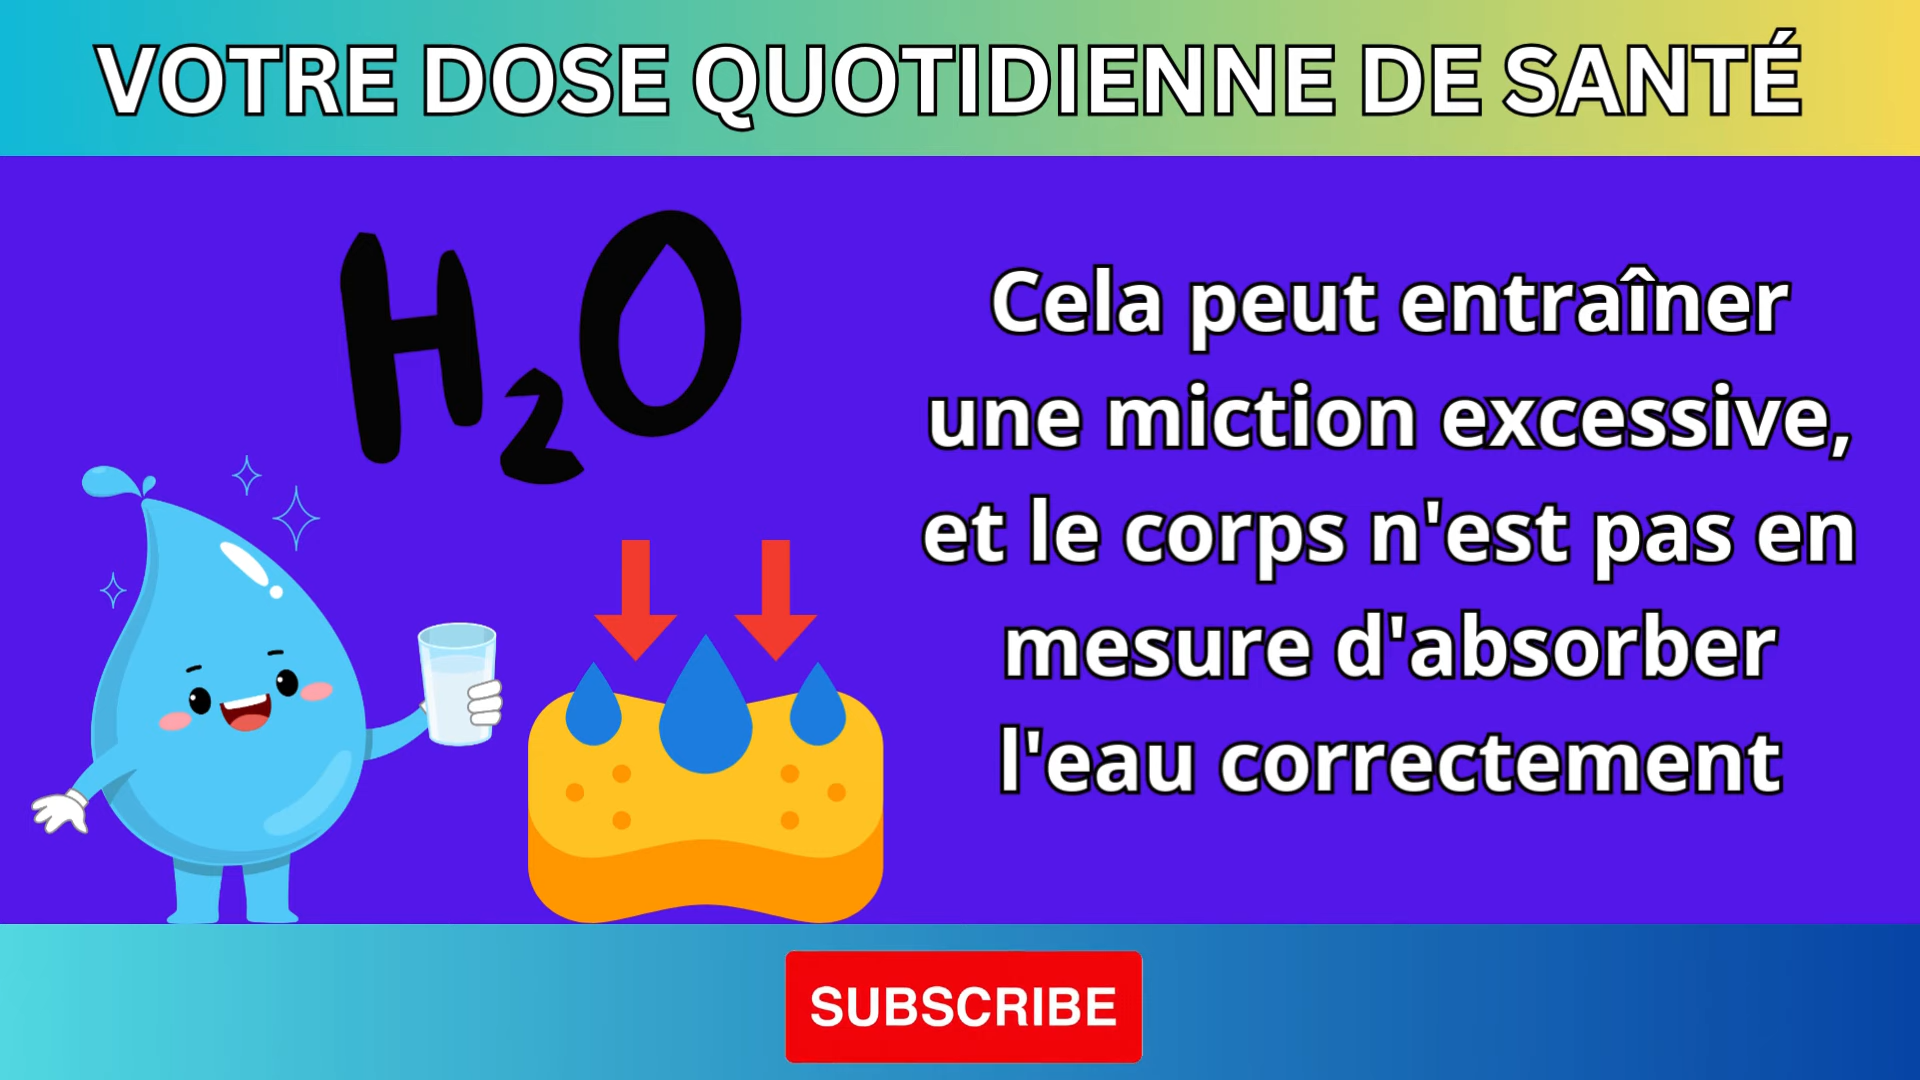 VOTRE DOSE QUOTIDIENNE DE SANTÉ
H₂O
Cela peut entraîner
une miction excessive,
et le corps n'est pas en
mesure d'absorber
l'eau correctement
SUBSCRIBE